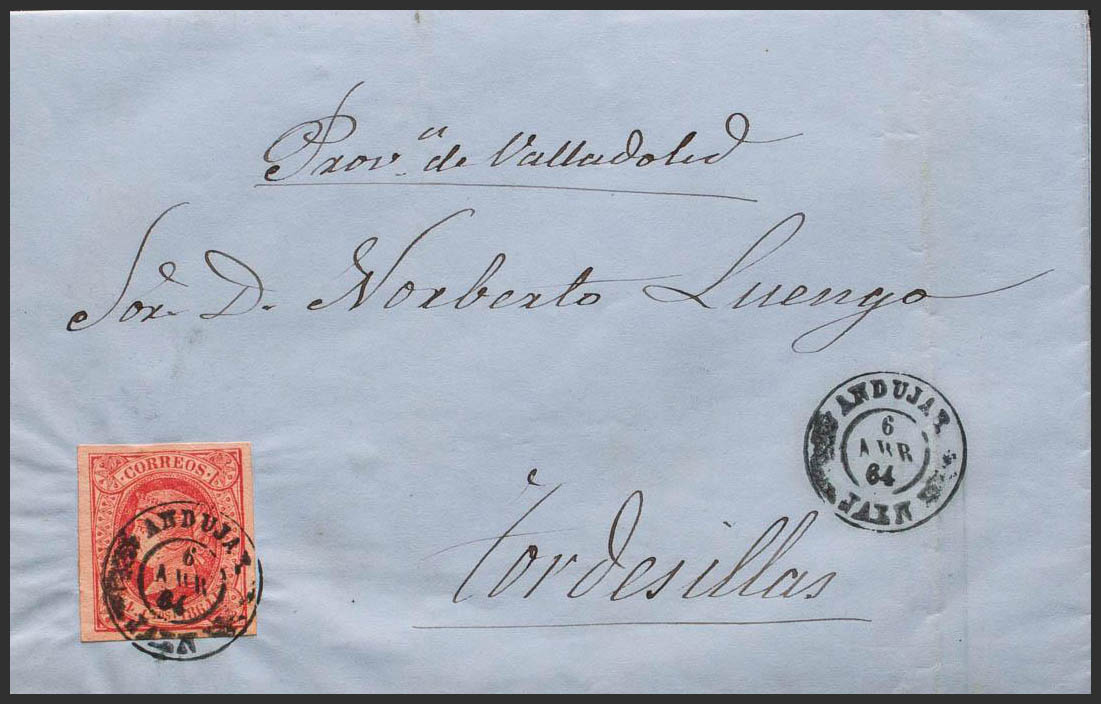 Prov.ª de Valladolid
Sor. D. Norberto Luengo
ANDUJAR
6
ABR
64
JAEN
Tordesillas
CORREOS
ANDUJAR
6
ABR
64